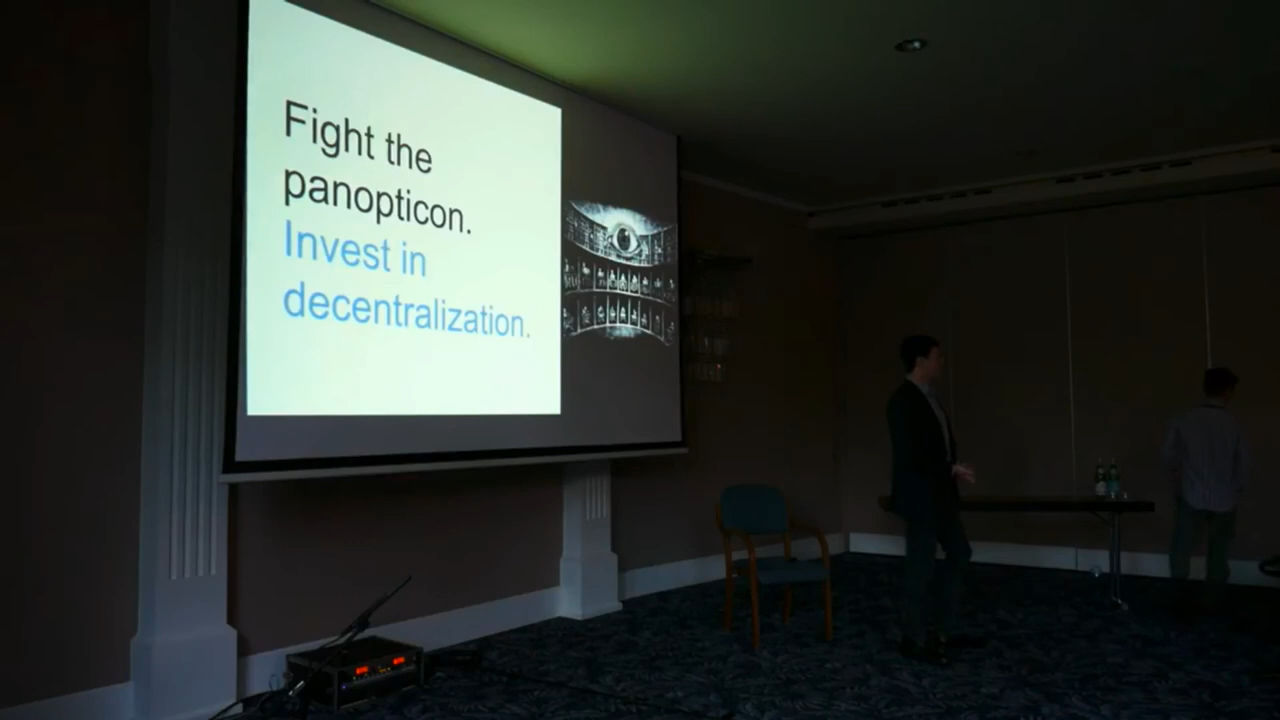 Fight the
panopticon.
Invest in
decentralization.